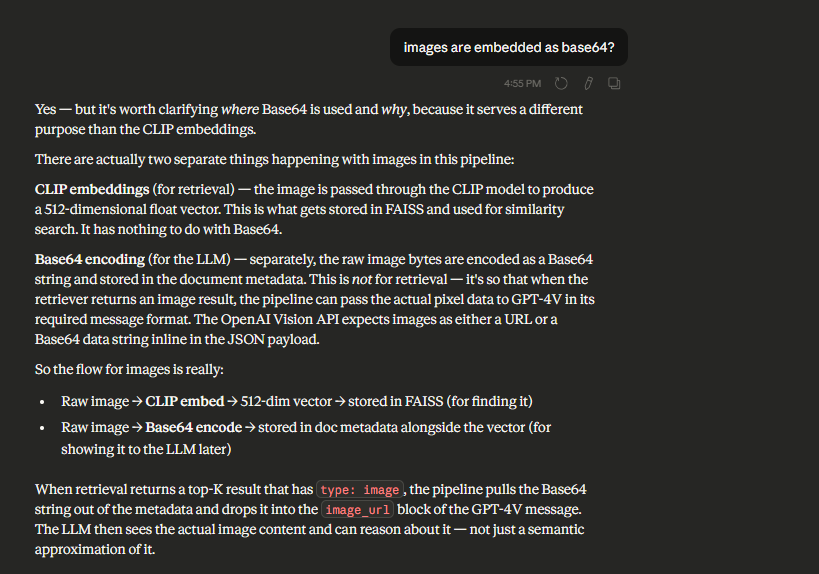 images are embedded as base64?
4:55 PM
Yes — but it's worth clarifying where Base64 is used and why, because it serves a different
purpose than the CLIP embeddings.
There are actually two separate things happening with images in this pipeline:
CLIP embeddings (for retrieval) — the image is passed through the CLIP model to produce
a 512-dimensional float vector. This is what gets stored in FAISS and used for similarity
search. It has nothing to do with Base64.
Base64 encoding (for the LLM) — separately, the raw image bytes are encoded as a Base64
string and stored in the document metadata. This is not for retrieval — it's so that when the
retriever returns an image result, the pipeline can pass the actual pixel data to GPT-4V in its
required message format. The OpenAI Vision API expects images as either a URL or a
Base64 data string inline in the JSON payload.
So the flow for images is really:
• Raw image → CLIP embed → 512-dim vector → stored in FAISS (for finding it)
• Raw image → Base64 encode → stored in doc metadata alongside the vector (for
showing it to the LLM later)
When retrieval returns a top-K result that has type: image, the pipeline pulls the Base64
string out of the metadata and drops it into the image_url block of the GPT-4V message.
The LLM then sees the actual image content and can reason about it — not just a semantic
approximation of it.